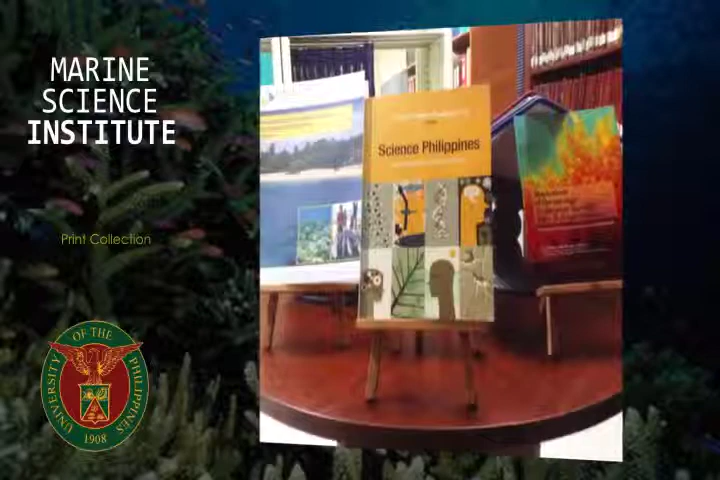 MARINE
SCIENCE
INSTITUTE
Print Collection
UNIVERSITY OF THE PHILIPPINES
1908
Science Philippines